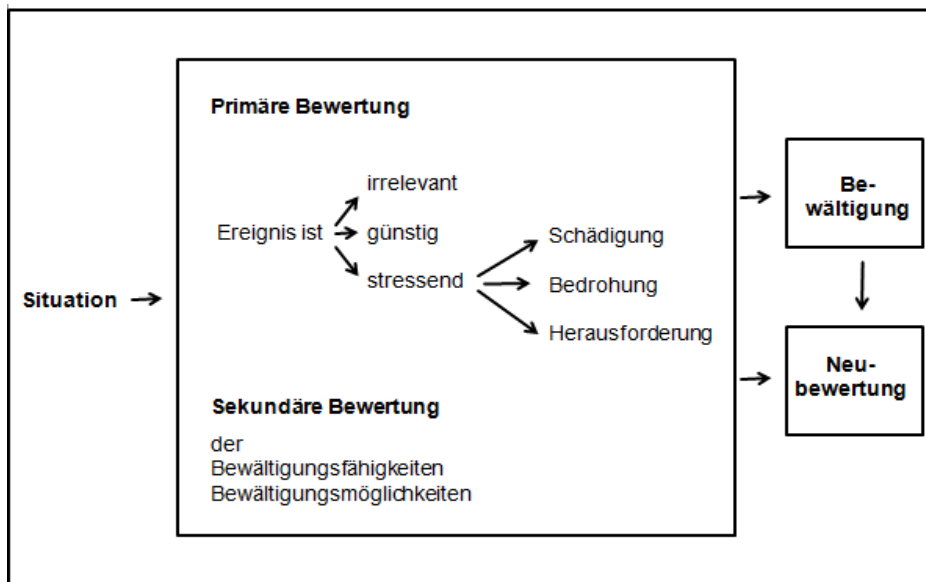 Primäre Bewertung
irrelevant
Ereignis ist
günstig
stressend
Schädigung
Bedrohung
Herausforderung
Situation
Sekundäre Bewertung
der
Bewältigungsfähigkeiten
Bewältigungsmöglichkeiten
Be-
wältigung
Neu-
bewertung